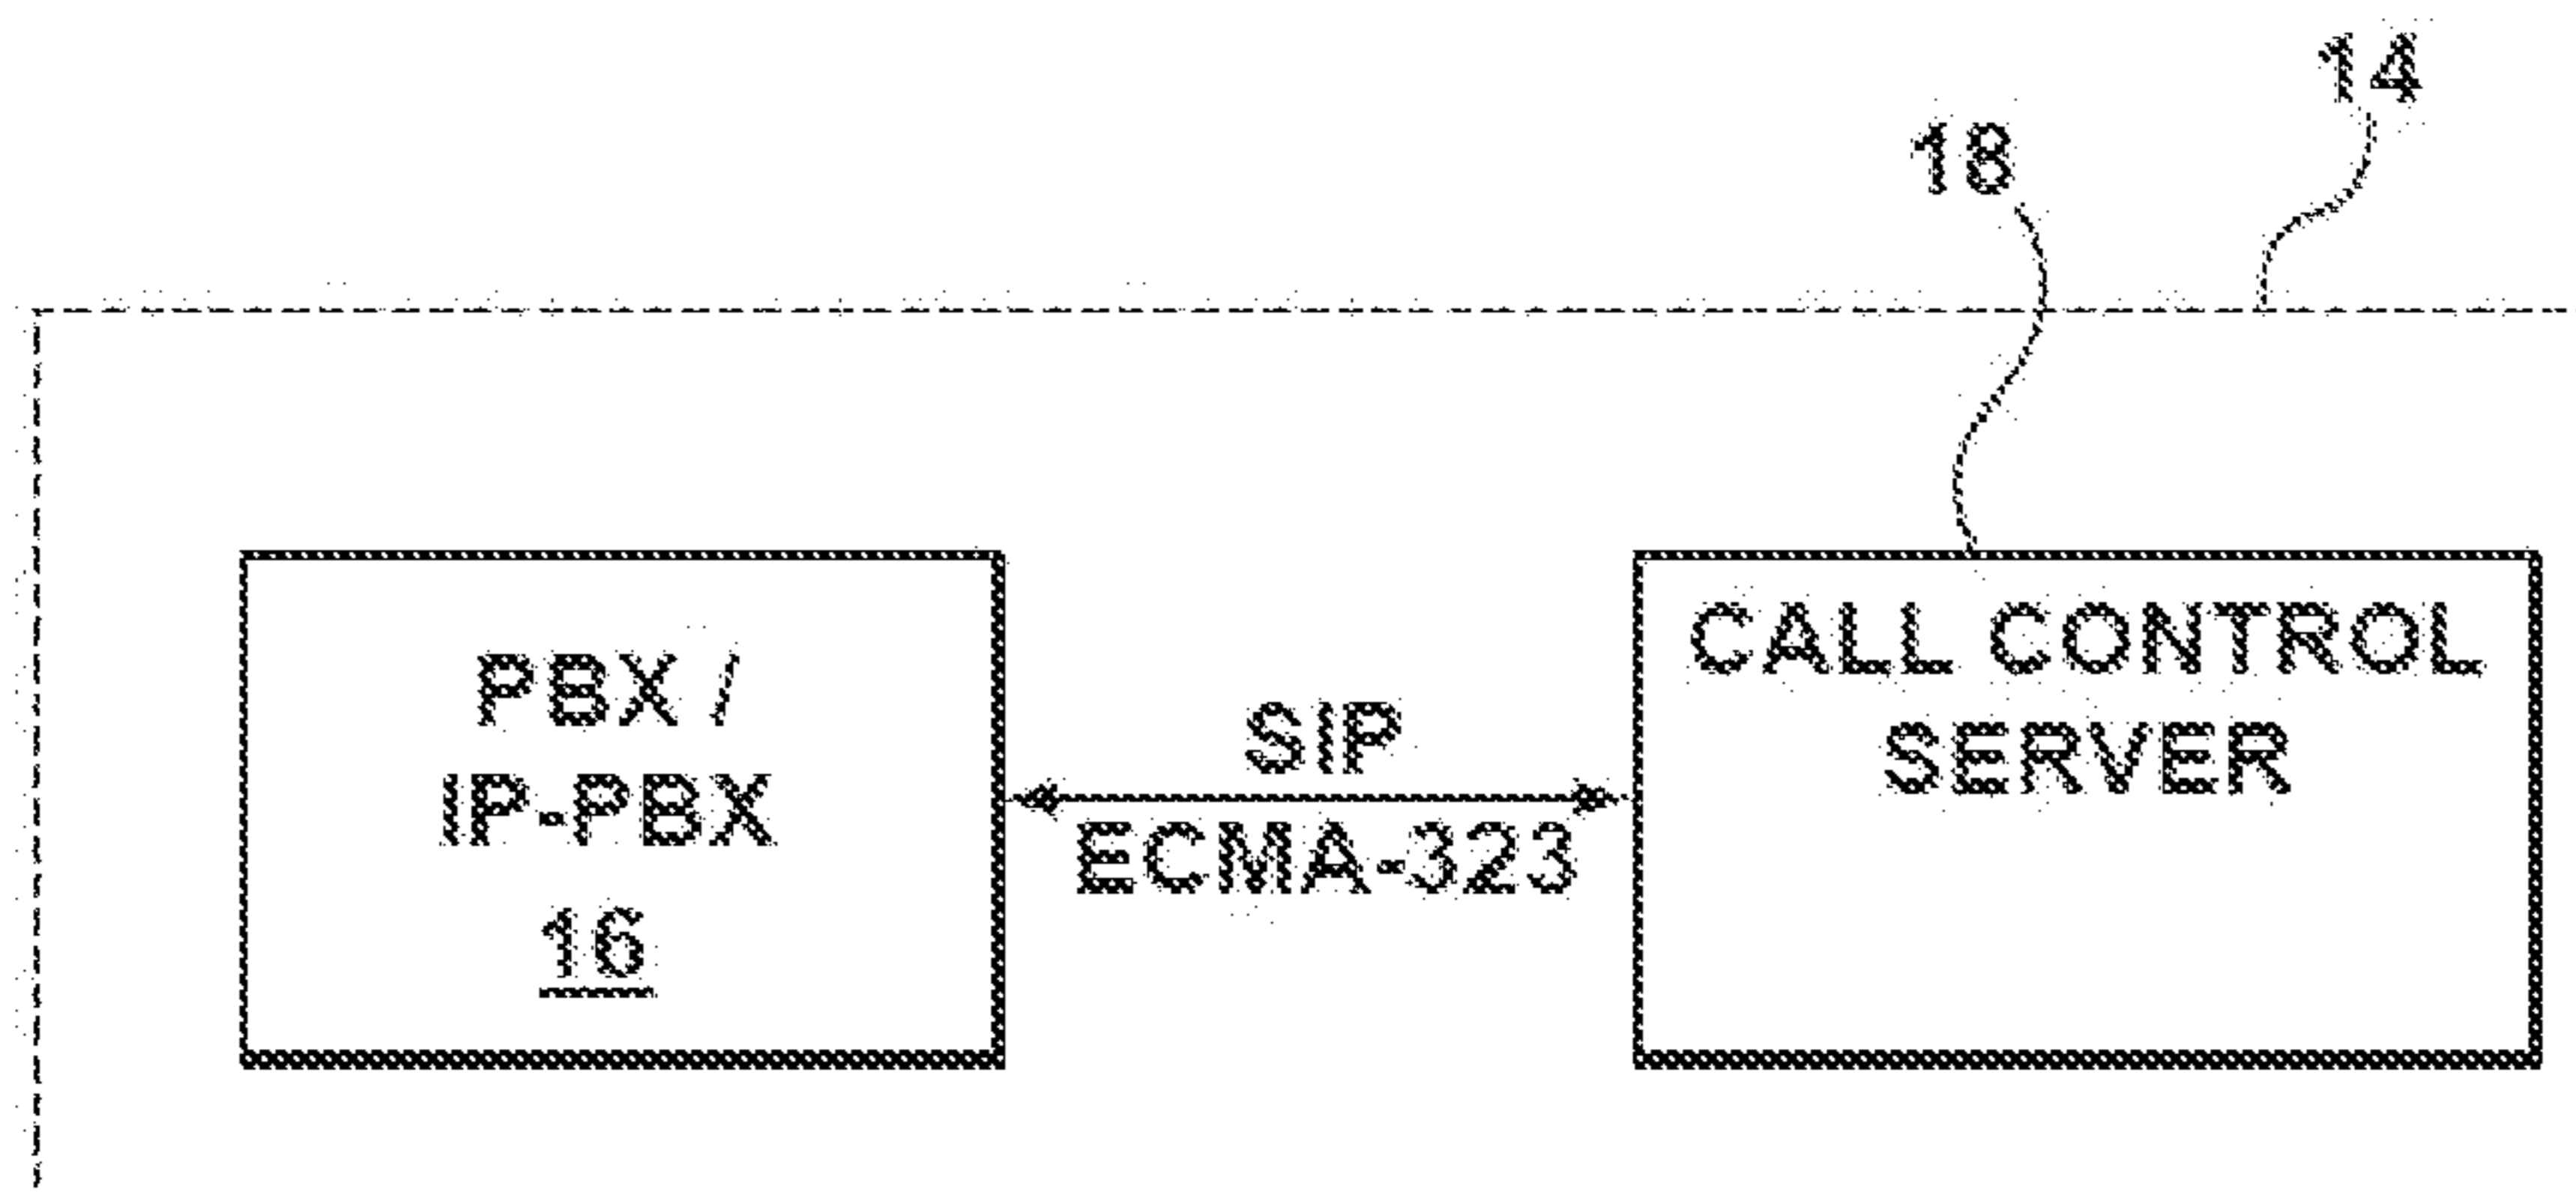 14
18
PBX /
IP-PBX
16
SIP
ECMA-323
CALL CONTROL
SERVER